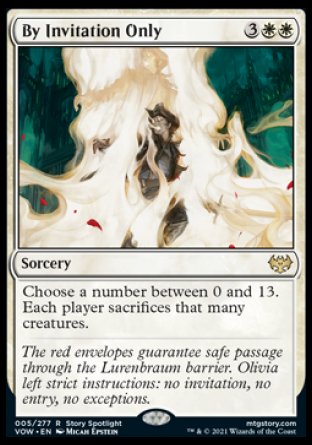 By Invitation Only 3
Sorcery
Choose a number between 0 and 13.
Each player sacrifices that many
creatures.
The red envelopes guarantee safe passage
through the Lurenbraum barrier. Olivia
left strict instructions: no invitation, no
entry, no exceptions.
005/277 R Story Spotlight
mtgstory.com
VOW • EN Micah Epstein
™ & © 2021 Wizards of the Coast